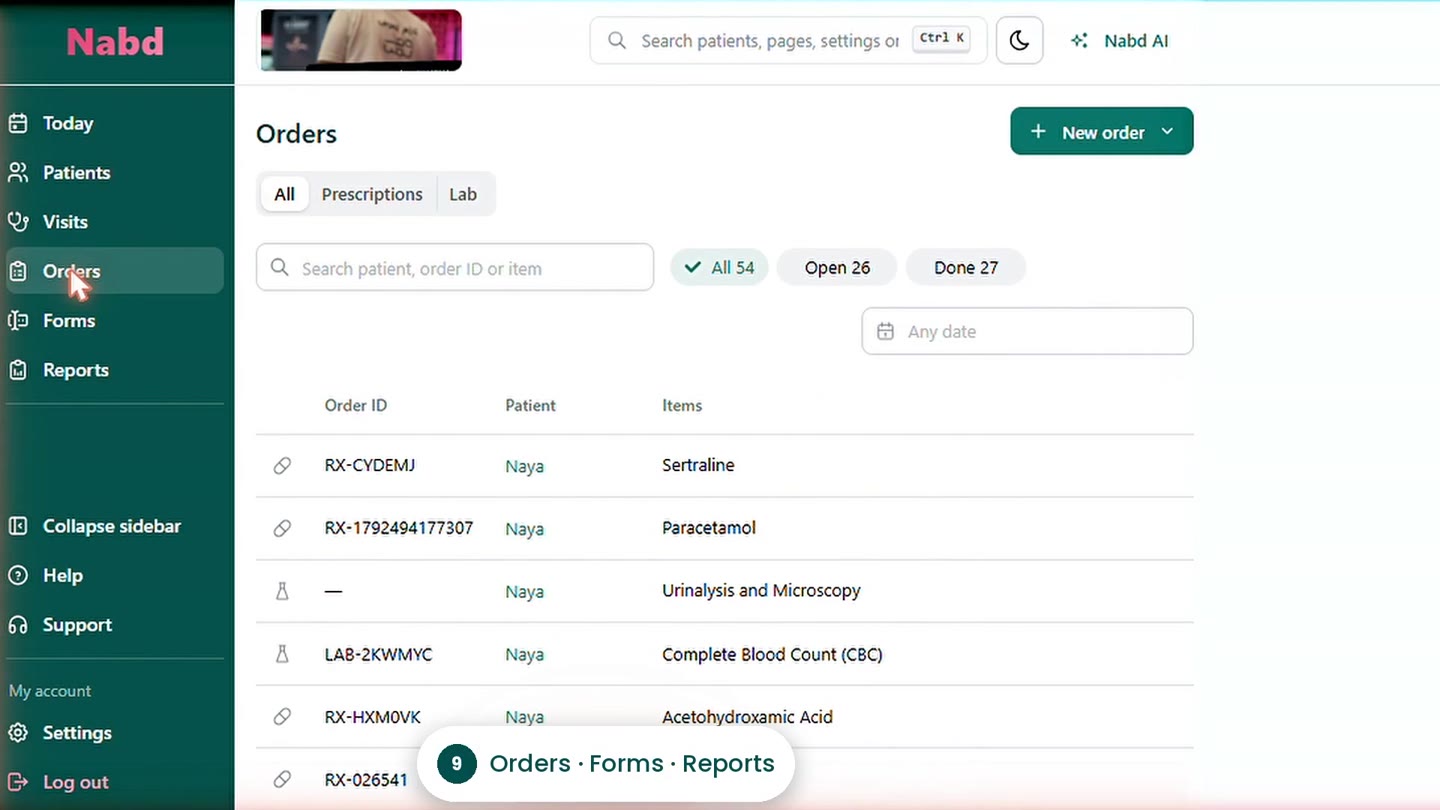 Nabd
Search patients, pages, settings or
Ctrl K
Nabd AI
Today
Patients
Visits
Orders
Forms
Reports
Collapse sidebar
Help
Support
My account
Settings
Log out
Orders
New order
All
Prescriptions
Lab
Search patient, order ID or item
All 54
Open 26
Done 27
Any date
Order ID Patient Items
RX-CYDEMJ Naya Sertraline
RX-1792494177307 Naya Paracetamol
— Naya Urinalysis and Microscopy
LAB-2KWMYC Naya Complete Blood Count (CBC)
RX-HXM0VK Naya Acetohydroxamic Acid
RX-026541
9 Orders · Forms · Reports